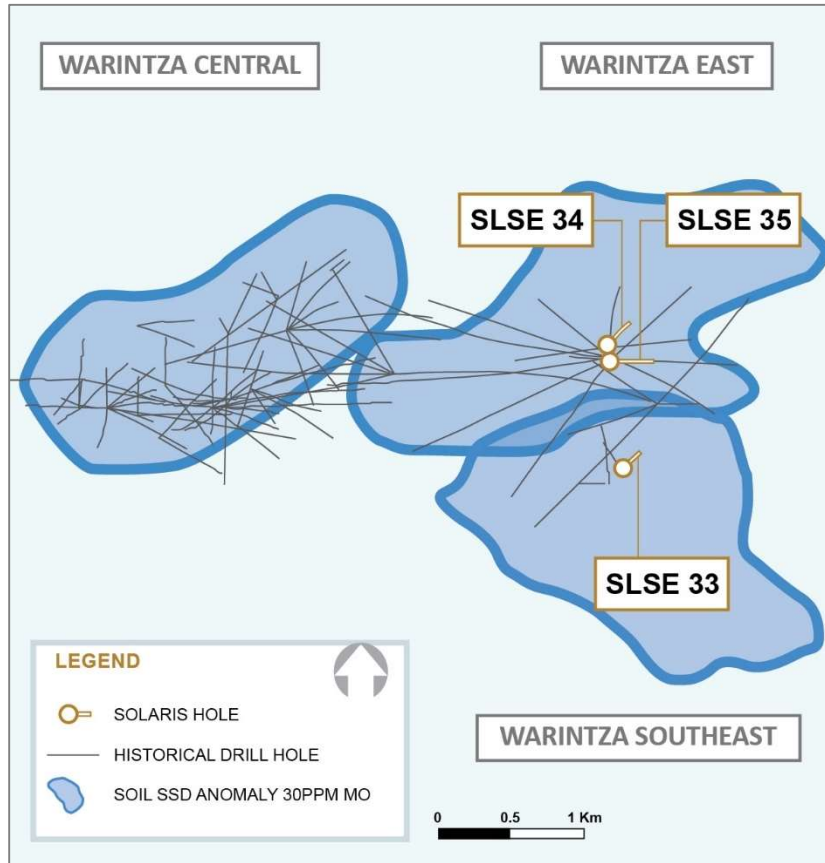 WARINTZA CENTRAL
WARINTZA EAST
SLSE 34
SLSE 35
SLSE 33
WARINTZA SOUTHEAST
LEGEND
SOLARIS HOLE
HISTORICAL DRILL HOLE
SOIL SSD ANOMALY 30PPM MO
0 0.5 1 Km